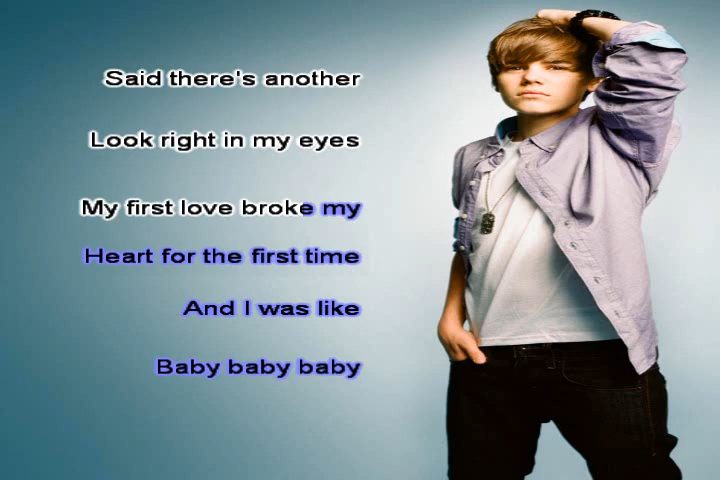 Said there's another
Look right in my eyes
My first love broke my
Heart for the first time
And I was like
Baby baby baby